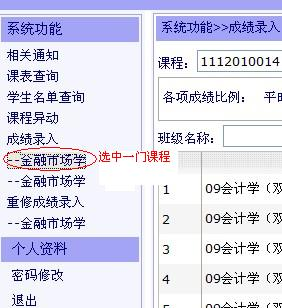 系统功能
相关通知
课表查询
学生名单查询
课程异动
成绩录入
--金融市场学
--金融市场学
重修成绩录入
--金融市场学
个人资料
密码修改
退出
选中一门课程
系统功能>>成绩录入
课程：1112010014
各项成绩比例： 平时
班级名称：
1 09会计学（双
2 09会计学（双
3 09会计学（双
4 09会计学（双
5 09会计学（双